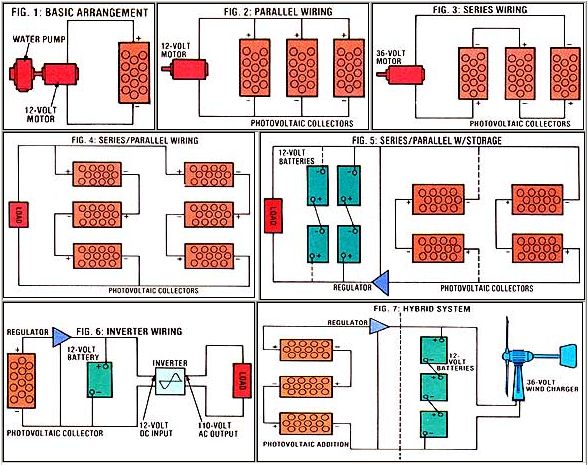 FIG. 1: BASIC ARRANGEMENT
WATER PUMP
12-VOLT
MOTOR
FIG. 2: PARALLEL WIRING
12-VOLT
MOTOR
PHOTOVOLTAIC COLLECTORS
FIG. 3: SERIES WIRING
36-VOLT
MOTOR
PHOTOVOLTAIC COLLECTORS
FIG. 4: SERIES/PARALLEL WIRING
LOAD
PHOTOVOLTAIC COLLECTORS
FIG. 5: SERIES/PARALLEL W/STORAGE
12-VOLT
BATTERIES
LOAD
REGULATOR
PHOTOVOLTAIC COLLECTORS
FIG. 6: INVERTER WIRING
REGULATOR
12-VOLT
BATTERY
INVERTER
LOAD
12-VOLT
DC INPUT
110-VOLT
AC OUTPUT
PHOTOVOLTAIC COLLECTOR
FIG. 7: HYBRID SYSTEM
REGULATOR
12-
VOLT
BATTERIES
36-VOLT
WIND CHARGER
PHOTOVOLTAIC ADDITION